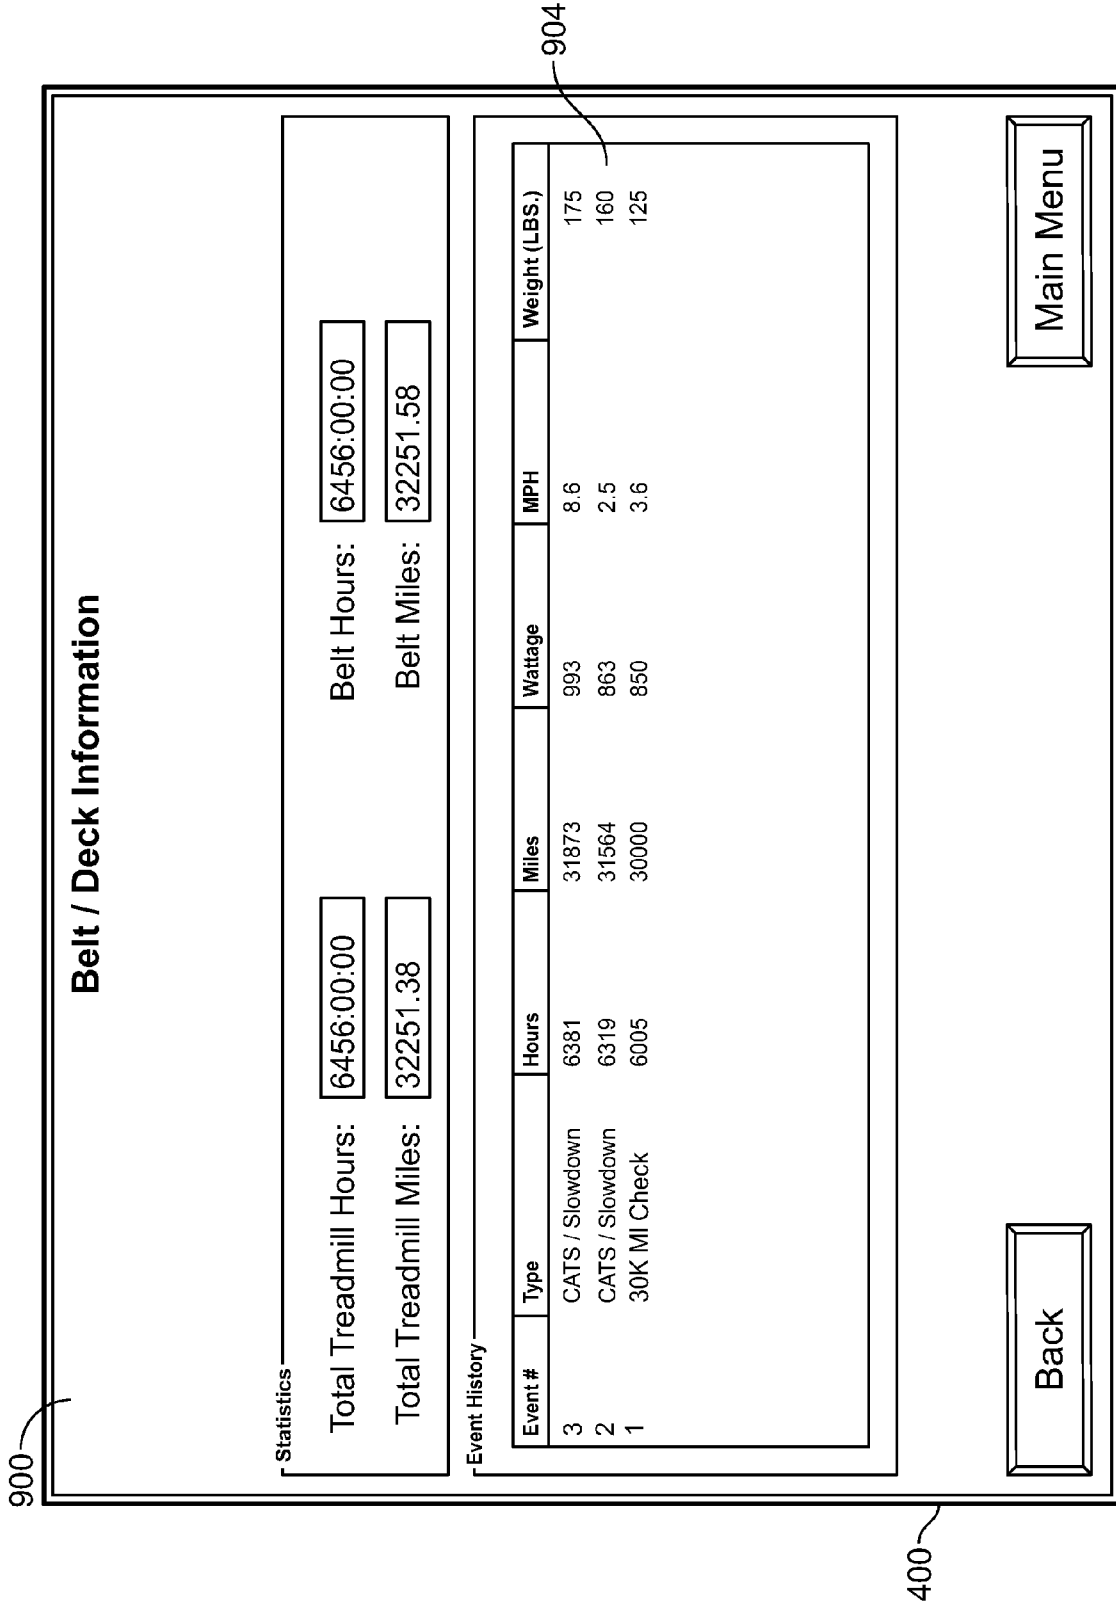 900
Belt / Deck Information
Statistics
Total Treadmill Hours: 6456:00:00 Belt Hours: 6456:00:00
Total Treadmill Miles: 32251.38 Belt Miles: 32251.58
Event History
Event # Type Hours Miles Wattage MPH Weight (LBS.)
3 CATS / Slowdown 6381 31873 993 8.6 175
2 CATS / Slowdown 6319 31564 863 2.5 160
1 30K MI Check 6005 30000 850 3.6 125
904
Back Main Menu
400